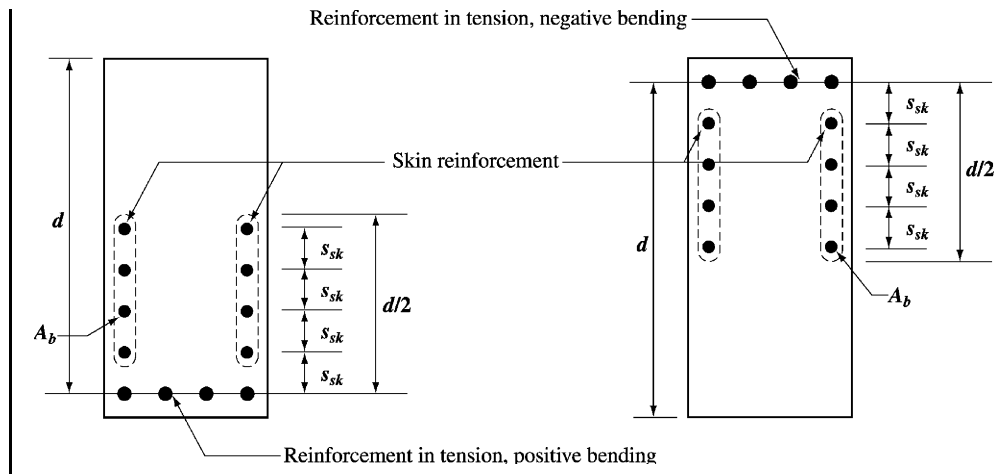 Reinforcement in tension, negative bending
Skin reinforcement
d
s_sk
s_sk
s_sk
s_sk
d/2
A_b
Reinforcement in tension, positive bending
d
s_sk
s_sk
s_sk
s_sk
d/2
A_b